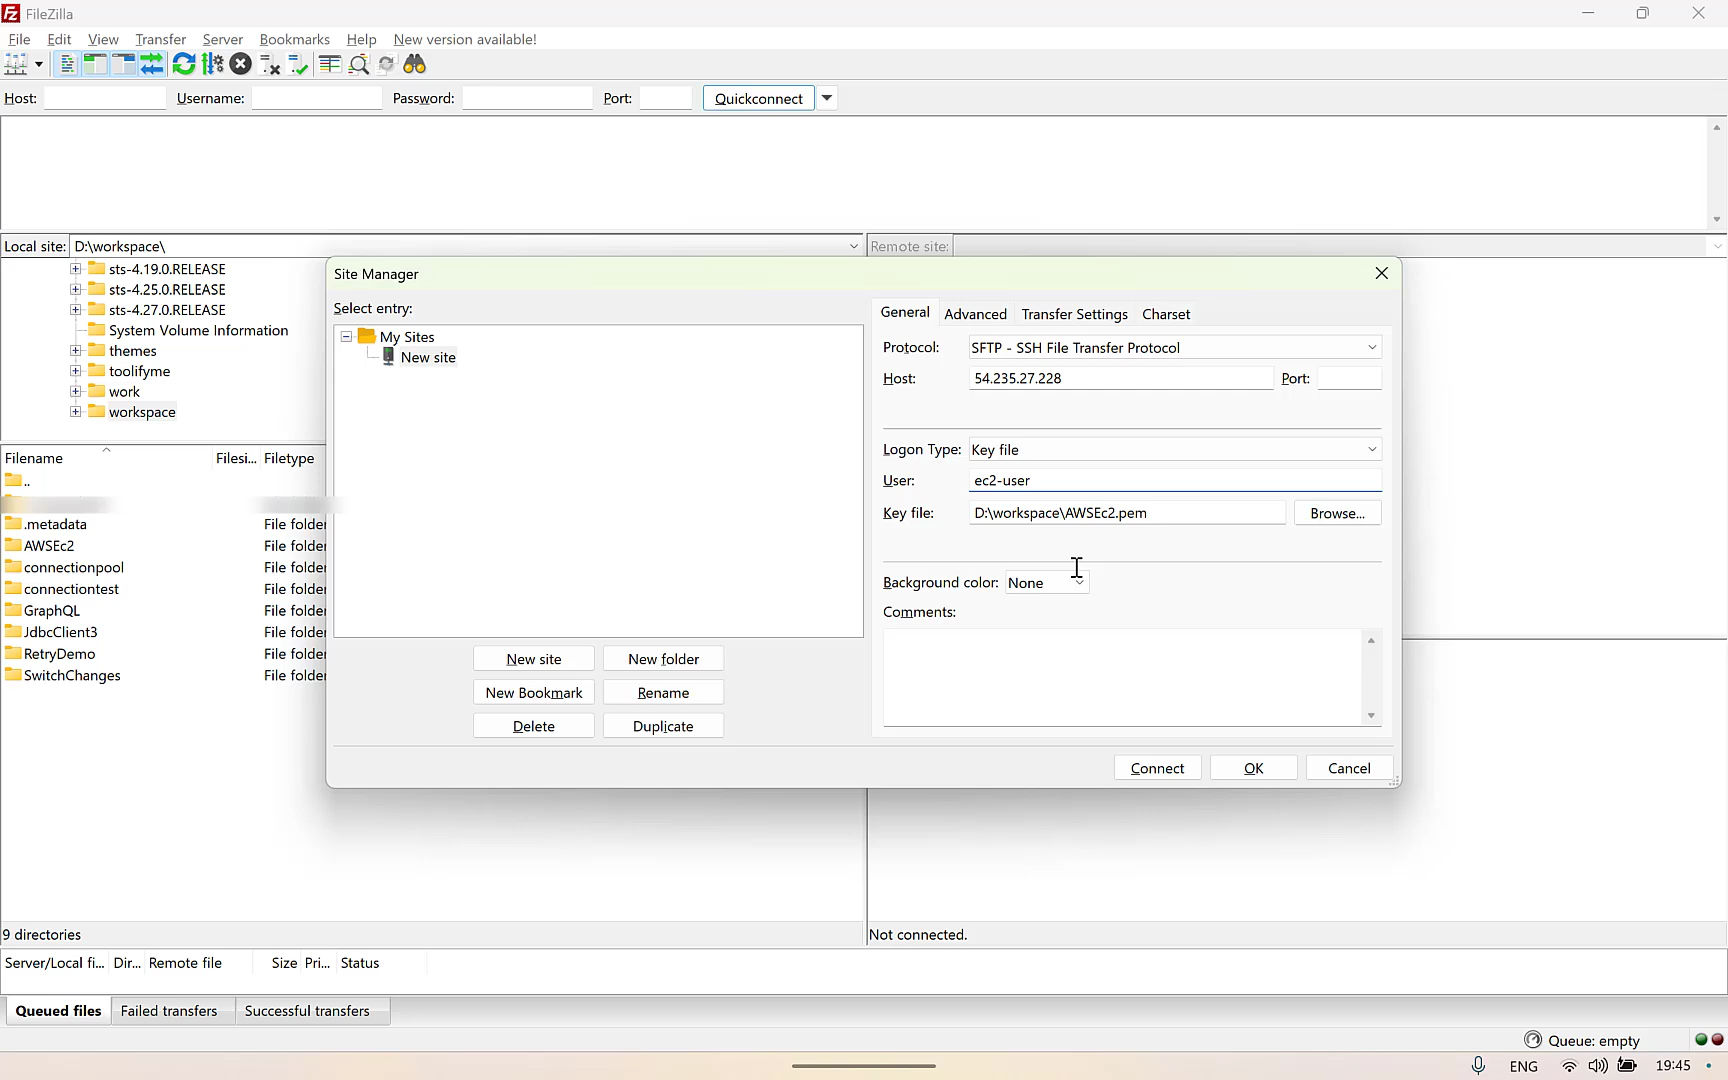 FileZilla
File Edit View Transfer Server Bookmarks Help New version available!
Host: Username: Password: Port: Quickconnect
Local site: D:\workspace\
Remote site:
sts-4.19.0.RELEASE
sts-4.25.0.RELEASE
sts-4.27.0.RELEASE
System Volume Information
themes
toolifyme
work
workspace
Filename Filesi... Filetype
..
.metadata File folder
AWSEc2 File folder
connectionpool File folder
connectiontest File folder
GraphQL File folder
JdbcClient3 File folder
RetryDemo File folder
SwitchChanges File folder
Site Manager
Select entry:
My Sites
New site
New site New folder
New Bookmark Rename
Delete Duplicate
General Advanced Transfer Settings Charset
Protocol: SFTP - SSH File Transfer Protocol
Host: 54.235.27.228 Port:
Logon Type: Key file
User: ec2-user
Key file: D:\workspace\AWSEc2.pem Browse...
Background color: None
Comments:
Connect OK Cancel
9 directories
Not connected.
Server/Local fi... Dir... Remote file Size Pri... Status
Queued files Failed transfers Successful transfers
Queue: empty
ENG 19:45